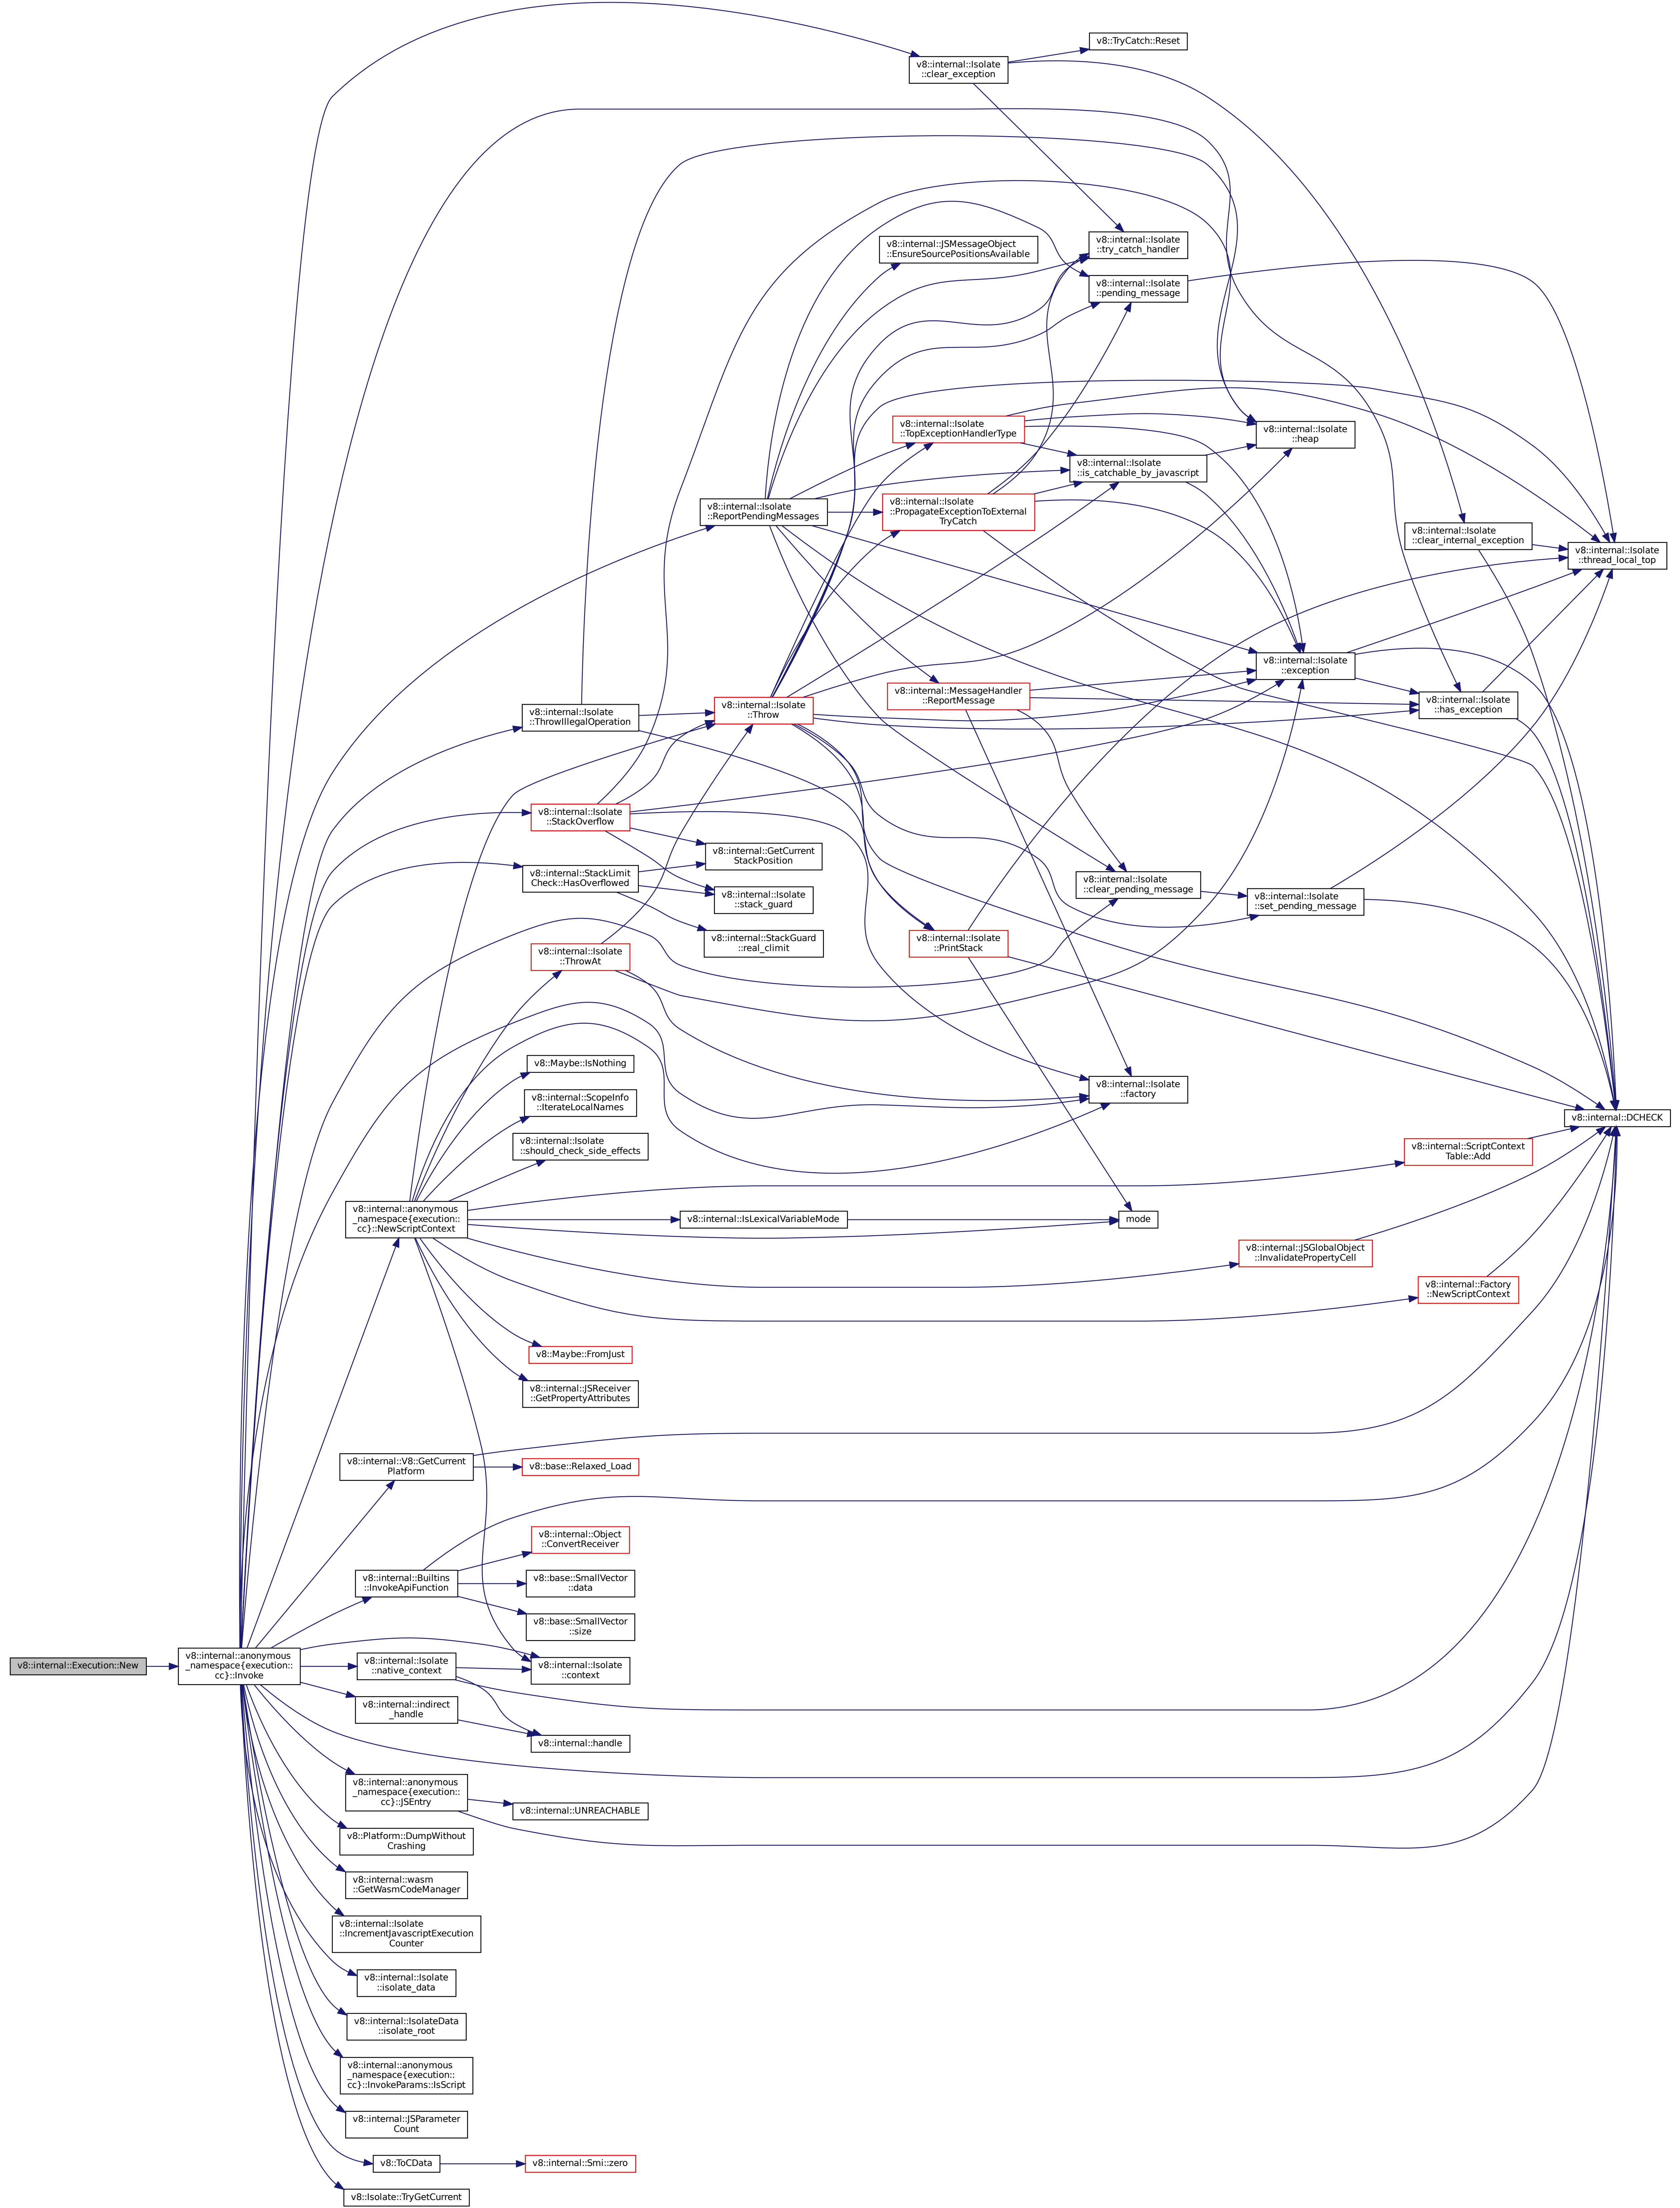 v8::TryCatch::Reset
v8::internal::Isolate
::clear_exception
v8::internal::JSMessageObject
::EnsureSourcePositionsAvailable
v8::internal::Isolate
::try_catch_handler
v8::internal::Isolate
::pending_message
v8::internal::Isolate
::TopExceptionHandlerType
v8::internal::Isolate
::heap
v8::internal::Isolate
::is_catchable_by_javascript
v8::internal::Isolate
::ReportPendingMessages
v8::internal::Isolate
::PropagateExceptionToExternal
TryCatch
v8::internal::Isolate
::clear_internal_exception
v8::internal::Isolate
::thread_local_top
v8::internal::Isolate
::exception
v8::internal::MessageHandler
::ReportMessage
v8::internal::Isolate
::has_exception
v8::internal::Isolate
::ThrowIllegalOperation
v8::internal::Isolate
::Throw
v8::internal::Isolate
::StackOverflow
v8::internal::GetCurrent
StackPosition
v8::internal::StackLimit
Check::HasOverflowed
v8::internal::Isolate
::stack_guard
v8::internal::Isolate
::clear_pending_message
v8::internal::Isolate
::set_pending_message
v8::internal::StackGuard
::real_climit
v8::internal::Isolate
::PrintStack
v8::internal::Isolate
::ThrowAt
v8::Maybe::IsNothing
v8::internal::Isolate
::factory
v8::internal::ScopeInfo
::IterateLocalNames
v8::internal::DCHECK
v8::internal::Isolate
::should_check_side_effects
v8::internal::ScriptContext
Table::Add
v8::internal::anonymous
_namespace{execution::
cc}::NewScriptContext
v8::internal::IsLexicalVariableMode
mode
v8::internal::JSGlobalObject
::InvalidatePropertyCell
v8::internal::Factory
::NewScriptContext
v8::Maybe::FromJust
v8::internal::JSReceiver
::GetPropertyAttributes
v8::internal::V8::GetCurrent
Platform
v8::base::Relaxed_Load
v8::internal::Object
::ConvertReceiver
v8::internal::Builtins
::InvokeApiFunction
v8::base::SmallVector
::data
v8::base::SmallVector
::size
v8::internal::Execution::New
v8::internal::anonymous
_namespace{execution::
cc}::Invoke
v8::internal::Isolate
::native_context
v8::internal::Isolate
::context
v8::internal::indirect
_handle
v8::internal::handle
v8::internal::anonymous
_namespace{execution::
cc}::JSEntry
v8::internal::UNREACHABLE
v8::Platform::DumpWithout
Crashing
v8::internal::wasm
::GetWasmCodeManager
v8::internal::Isolate
::IncrementJavascriptExecution
Counter
v8::internal::Isolate
::isolate_data
v8::internal::IsolateData
::isolate_root
v8::internal::anonymous
_namespace{execution::
cc}::InvokeParams::IsScript
v8::internal::JSParameter
Count
v8::ToCData
v8::internal::Smi::zero
v8::Isolate::TryGetCurrent